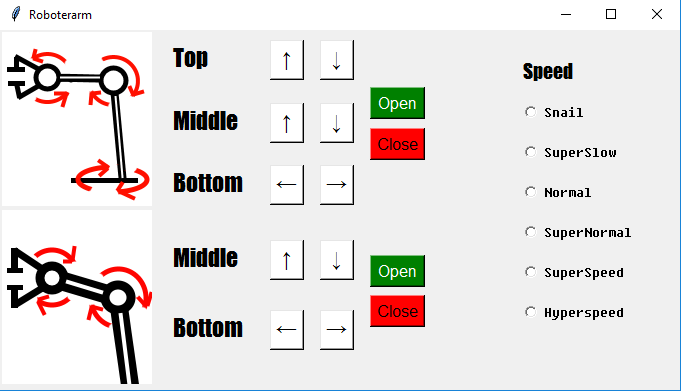 Roboterarm
Top ↑ ↓
Middle ↑ ↓
Bottom ← →
Open
Close
Middle ↑ ↓
Bottom ← →
Open
Close
Speed
Snail
SuperSlow
Normal
SuperNormal
SuperSpeed
Hyperspeed